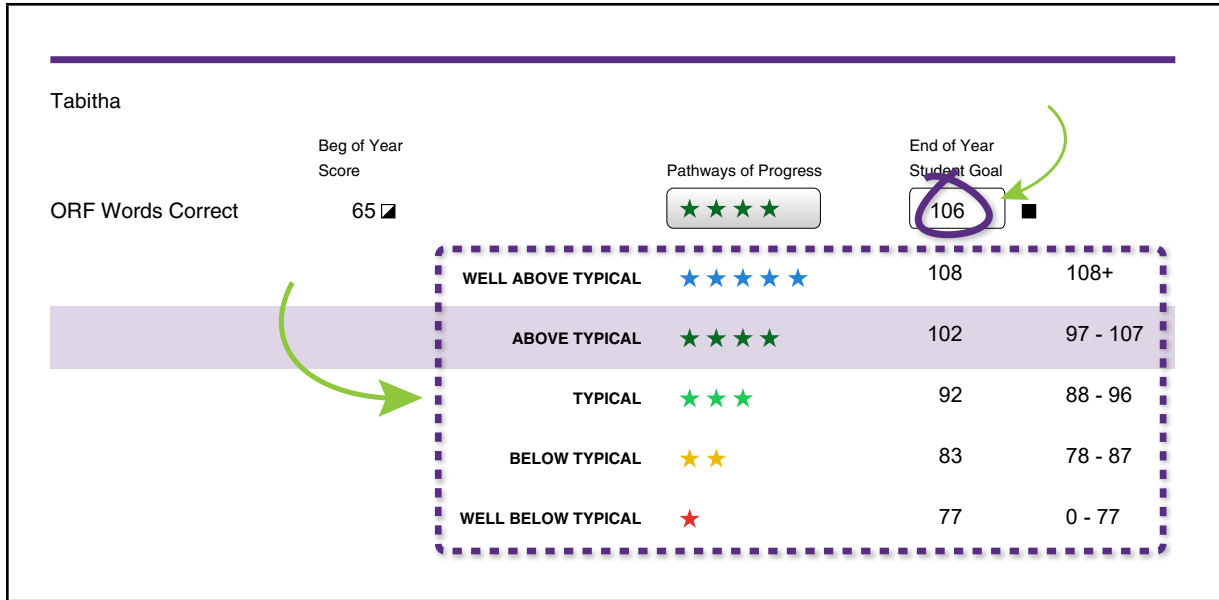 Tabitha
Beg of Year
Score
Pathways of Progress
End of Year
Student Goal
ORF Words Correct 65 106
WELL ABOVE TYPICAL 108 108+
ABOVE TYPICAL 102 97 - 107
TYPICAL 92 88 - 96
BELOW TYPICAL 83 78 - 87
WELL BELOW TYPICAL 77 0 - 77